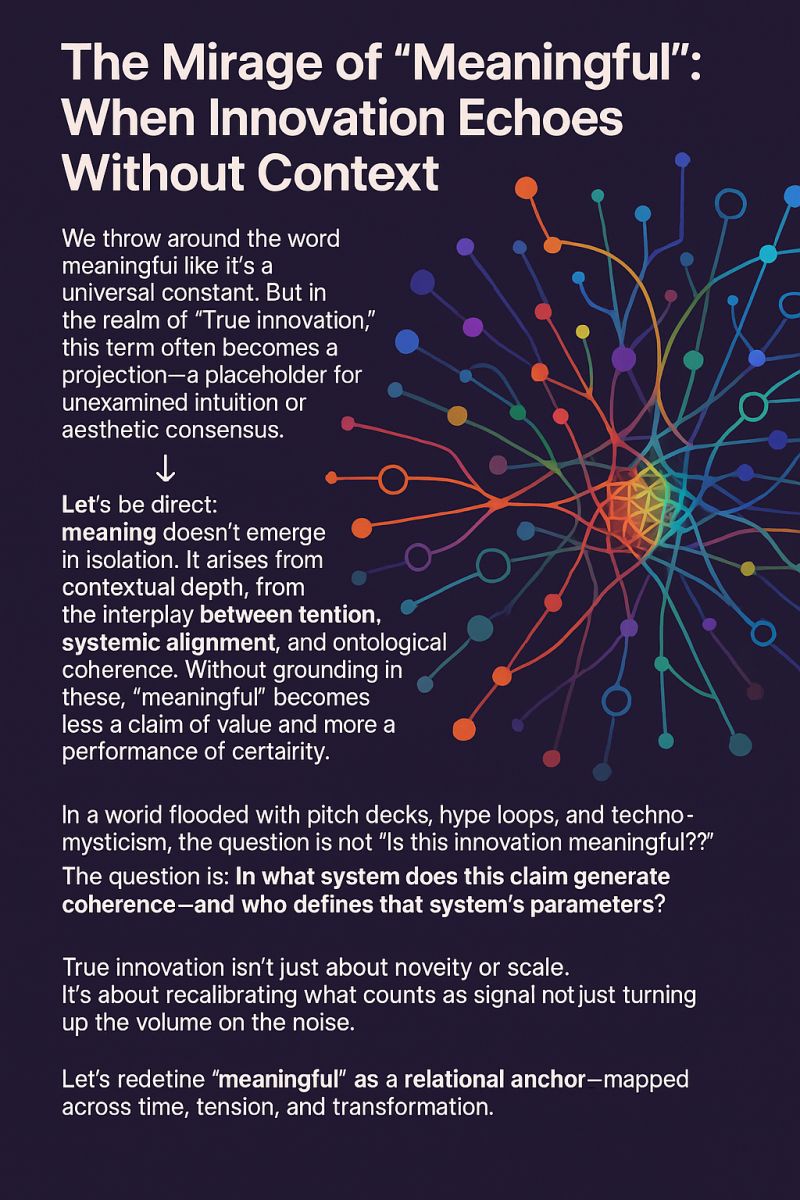 The Mirage of “Meaningful”:
When Innovation Echoes
Without Context
We throw around the word
meaningfui like it’s a
universal constant. But in
the realm of “True innovation,”
this term often becomes a
projection—a placeholder for
unexamined intuition or
aesthetic consensus.
↓
Let’s be direct:
meaning doesn’t emerge
in isolation. It arises from
contextual depth, from
the interplay between tention,
systemic alignment, and ontological
coherence. Without grounding in
these, “meaningful” becomes
less a claim of value and more a
performance of certairity.
In a world flooded with pitch decks, hype loops, and techno-
mysticism, the question is not “Is this innovation meaningful??”
The question is: In what system does this claim generate
coherence—and who defines that system’s parameters?
True innovation isn’t just about noveity or scale.
It’s about recalibrating what counts as signal not just turning
up the volume on the noise.
Let’s redetine “meaningful” as a relational anchor—mapped
across time, tension, and transformation.